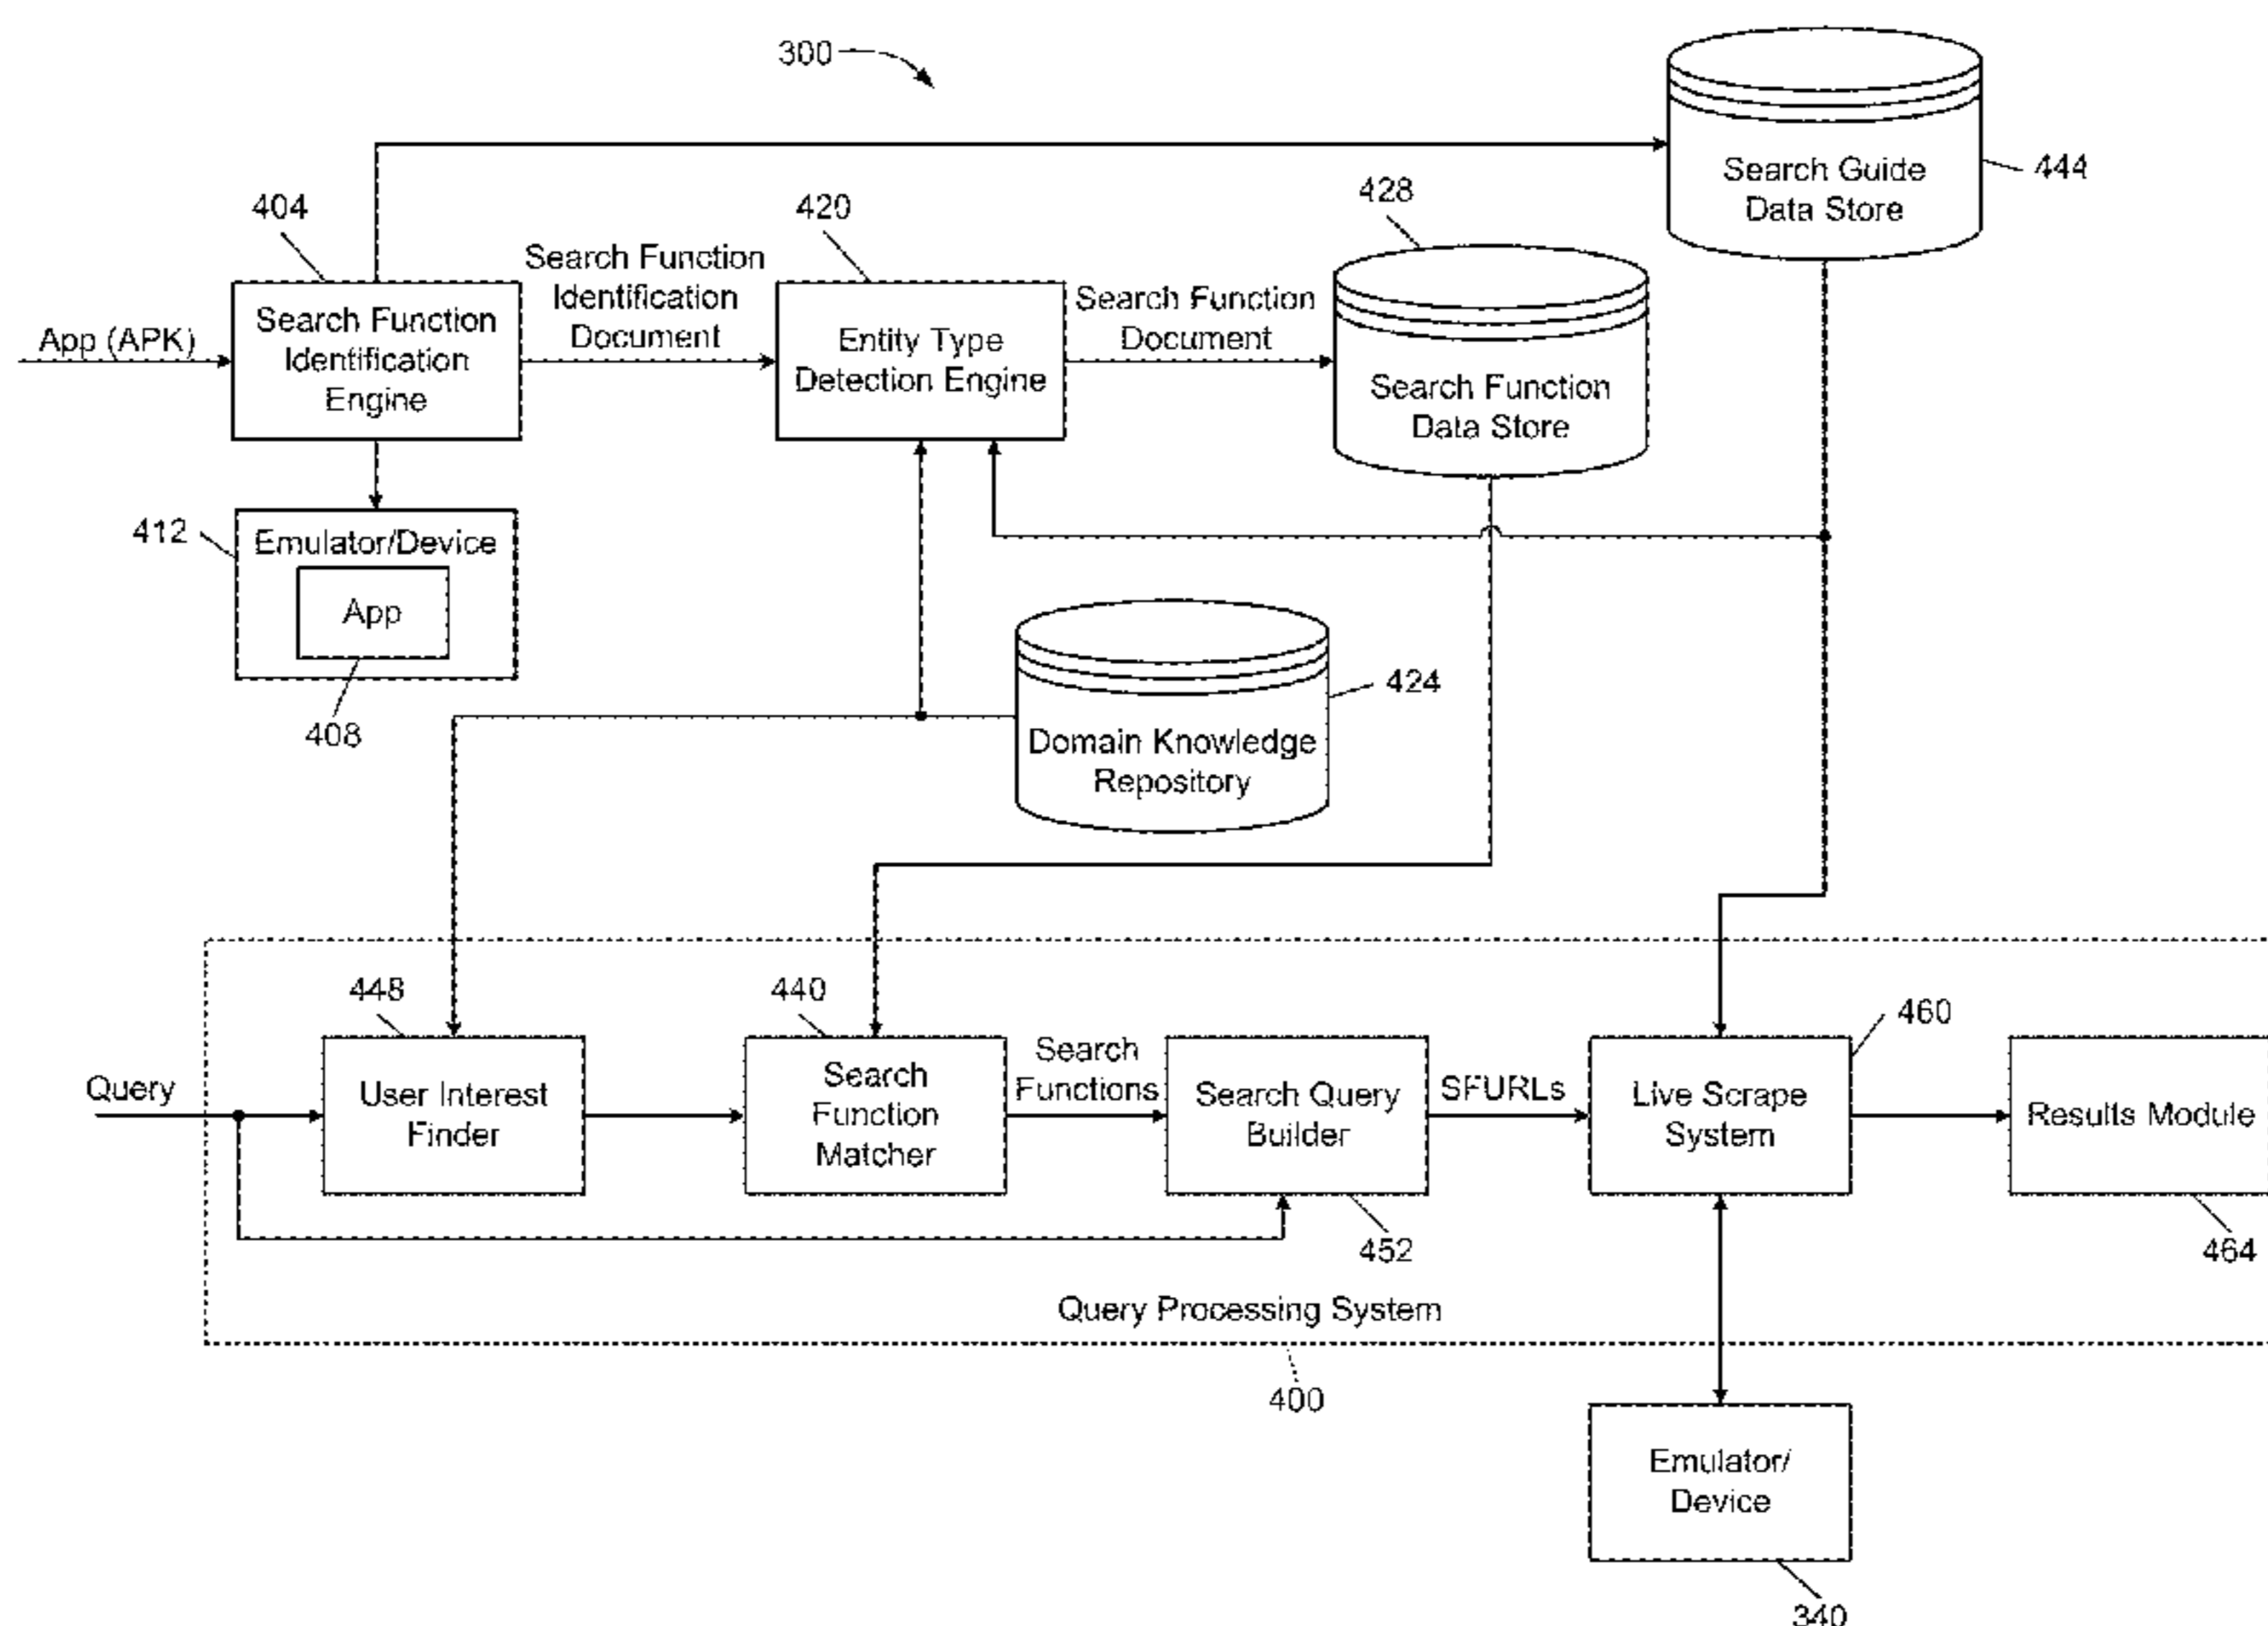 300
Search Guide
Data Store
444
404
420
428
App (APK)
Search Function
Identification
Engine
Search Function
Identification
Document
Entity Type
Detection Engine
Search Function
Document
Search Function
Data Store
412
Emulator/Device
App
408
424
Domain Knowledge
Repository
448
440
460
Query
User Interest
Finder
Search
Function
Matcher
Search
Functions
Search Query
Builder
SFURLs
Live Scrape
System
Results Module
452
464
Query Processing System
400
Emulator/
Device
340